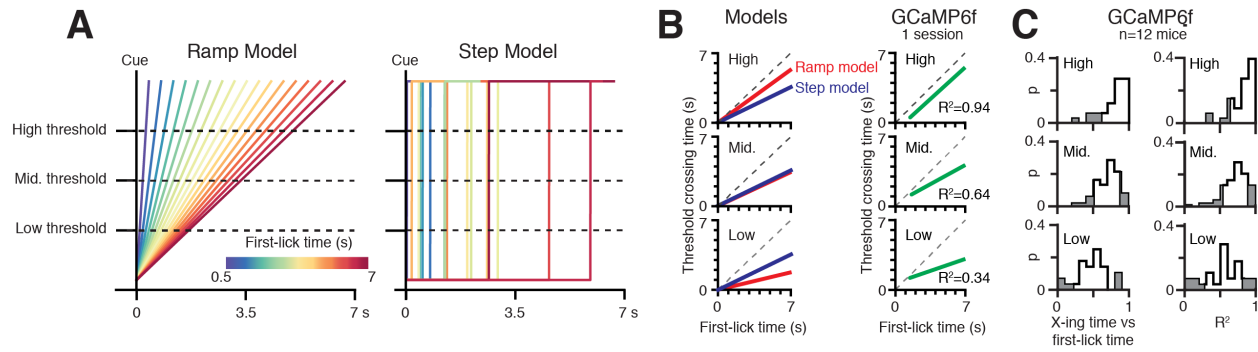 A
Ramp Model
Step Model
Cue
Cue
High threshold
Mid. threshold
Low threshold
First-lick time (s)
0.5
7
0
3.5
7 s
0
3.5
7 s
B
Models
GCaMP6f
1 session
Threshold crossing time (s)
7
High
0
Ramp model
Step model
7
Mid.
0
7
Low
0
0
7
First-lick time (s)
Threshold crossing time (s)
7
High
R²=0.94
0
7
Mid.
R²=0.64
0
7
Low
R²=0.34
0
0
7
First-lick time (s)
C
GCaMP6f
n=12 mice
0.4
High
p
0
0.4
High
0
0.4
Mid.
p
0
0.4
Mid.
0
0.4
Low
p
0
0
1
X-ing time vs
first-lick time
0.4
Low
0
0
1
R²